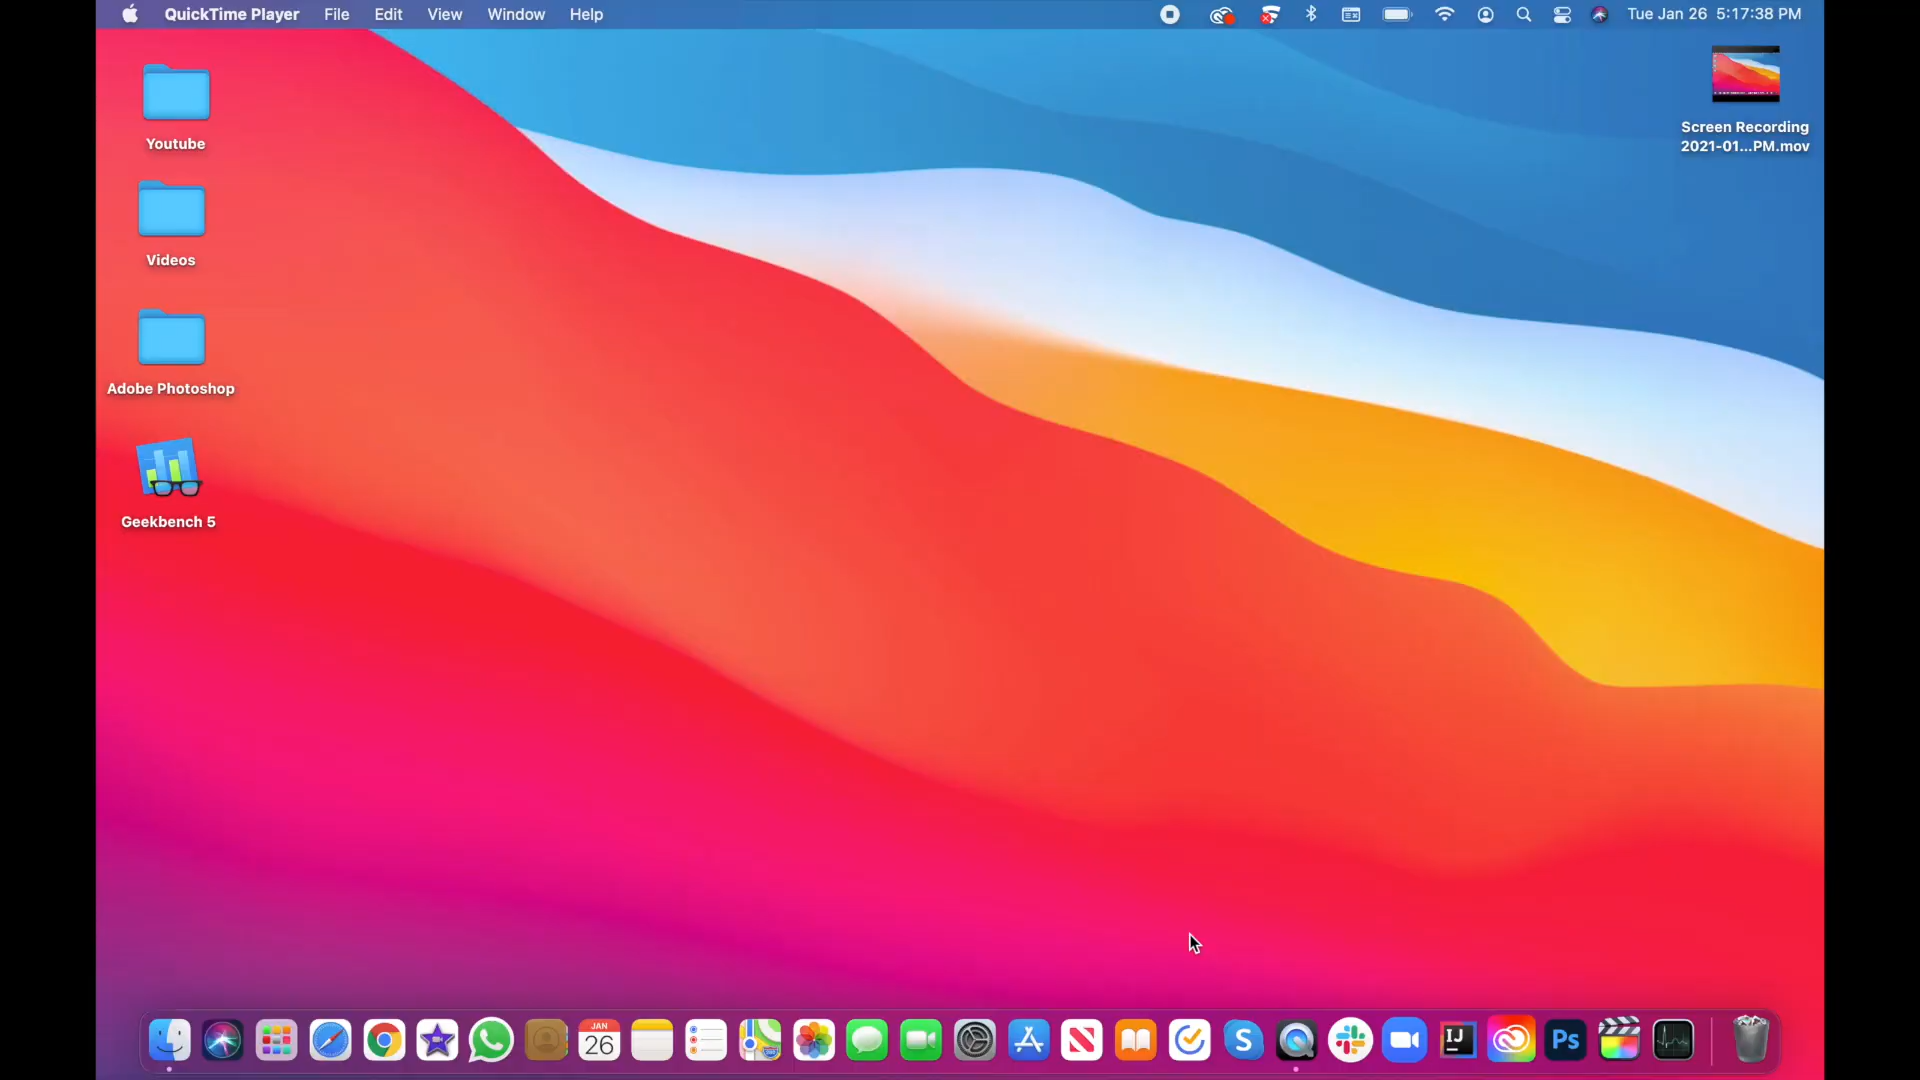 QuickTime Player File Edit View Window Help Tue Jan 26 5:17:38 PM
Youtube
Videos
Adobe Photoshop
Geekbench 5
Screen Recording
2021-01...PM.mov
JAN
26
S
IJ
Ps